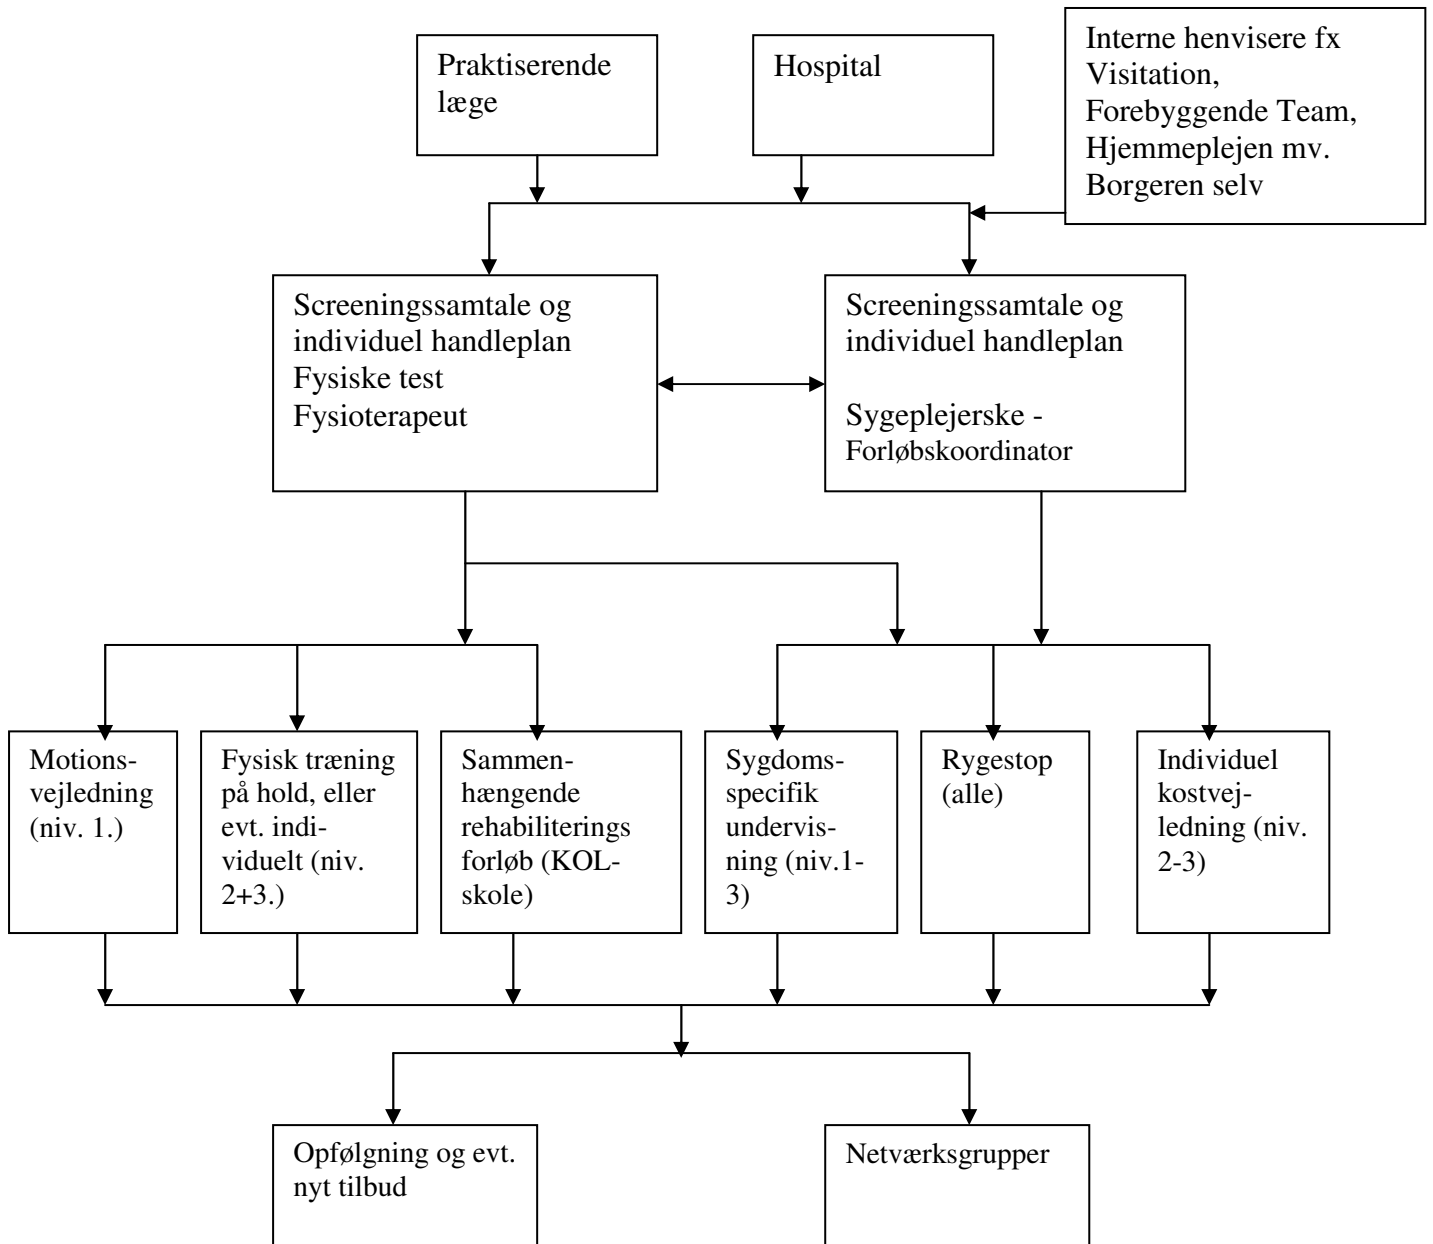 Praktiserende
læge
Hospital
Interne henvisere fx
Visitation,
Forebyggende Team,
Hjemmeplejen mv.
Borgeren selv
Screeningssamtale og
individuel handleplan
Fysiske test
Fysioterapeut
Screeningssamtale og
individuel handleplan
Sygeplejerske -
Forløbskoordinator
Motions-
vejledning
(niv. 1.)
Fysisk træning
på hold, eller
evt. indi-
viduelt (niv.
2+3.)
Sammen-
hængende
rehabiliterings
forløb (KOL-
skole)
Sygdoms-
specifik
undervis-
ning (niv.1-
3)
Rygestop
(alle)
Individuel
kostvej-
ledning (niv.
2-3)
Opfølgning og evt.
nyt tilbud
Netværksgrupper